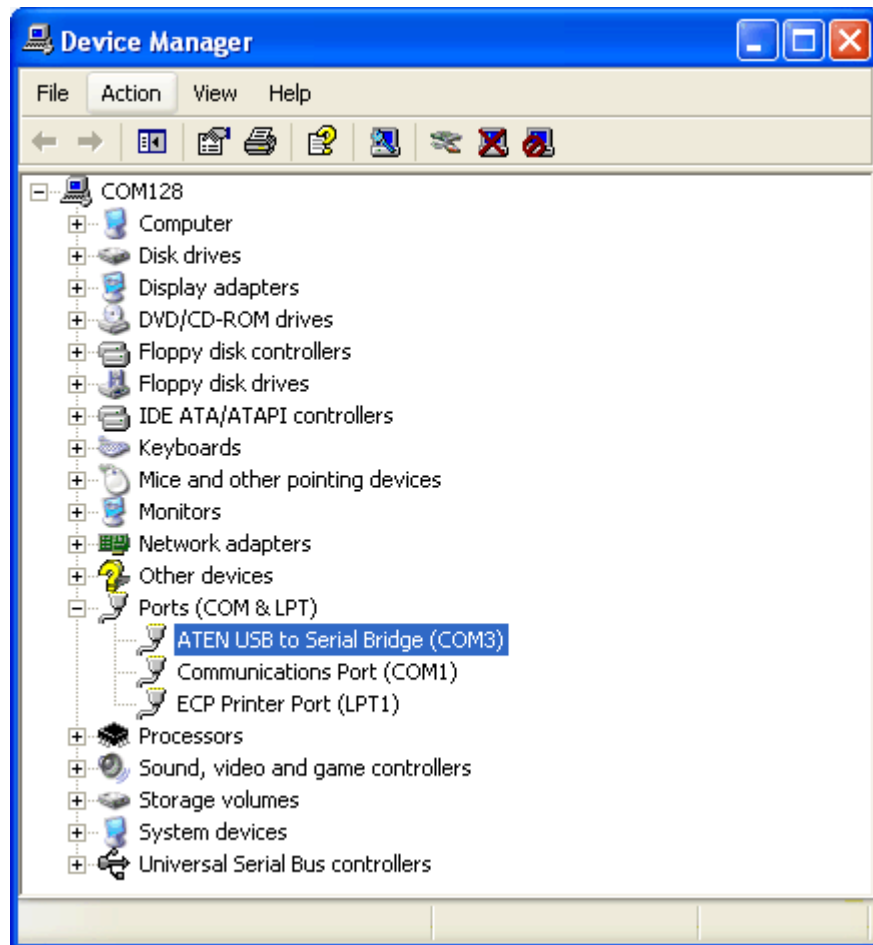 Device Manager
File Action View Help
COM128
Computer
Disk drives
Display adapters
DVD/CD-ROM drives
Floppy disk controllers
Floppy disk drives
IDE ATA/ATAPI controllers
Keyboards
Mice and other pointing devices
Monitors
Network adapters
Other devices
Ports (COM & LPT)
ATEN USB to Serial Bridge (COM3)
Communications Port (COM1)
ECP Printer Port (LPT1)
Processors
Sound, video and game controllers
Storage volumes
System devices
Universal Serial Bus controllers